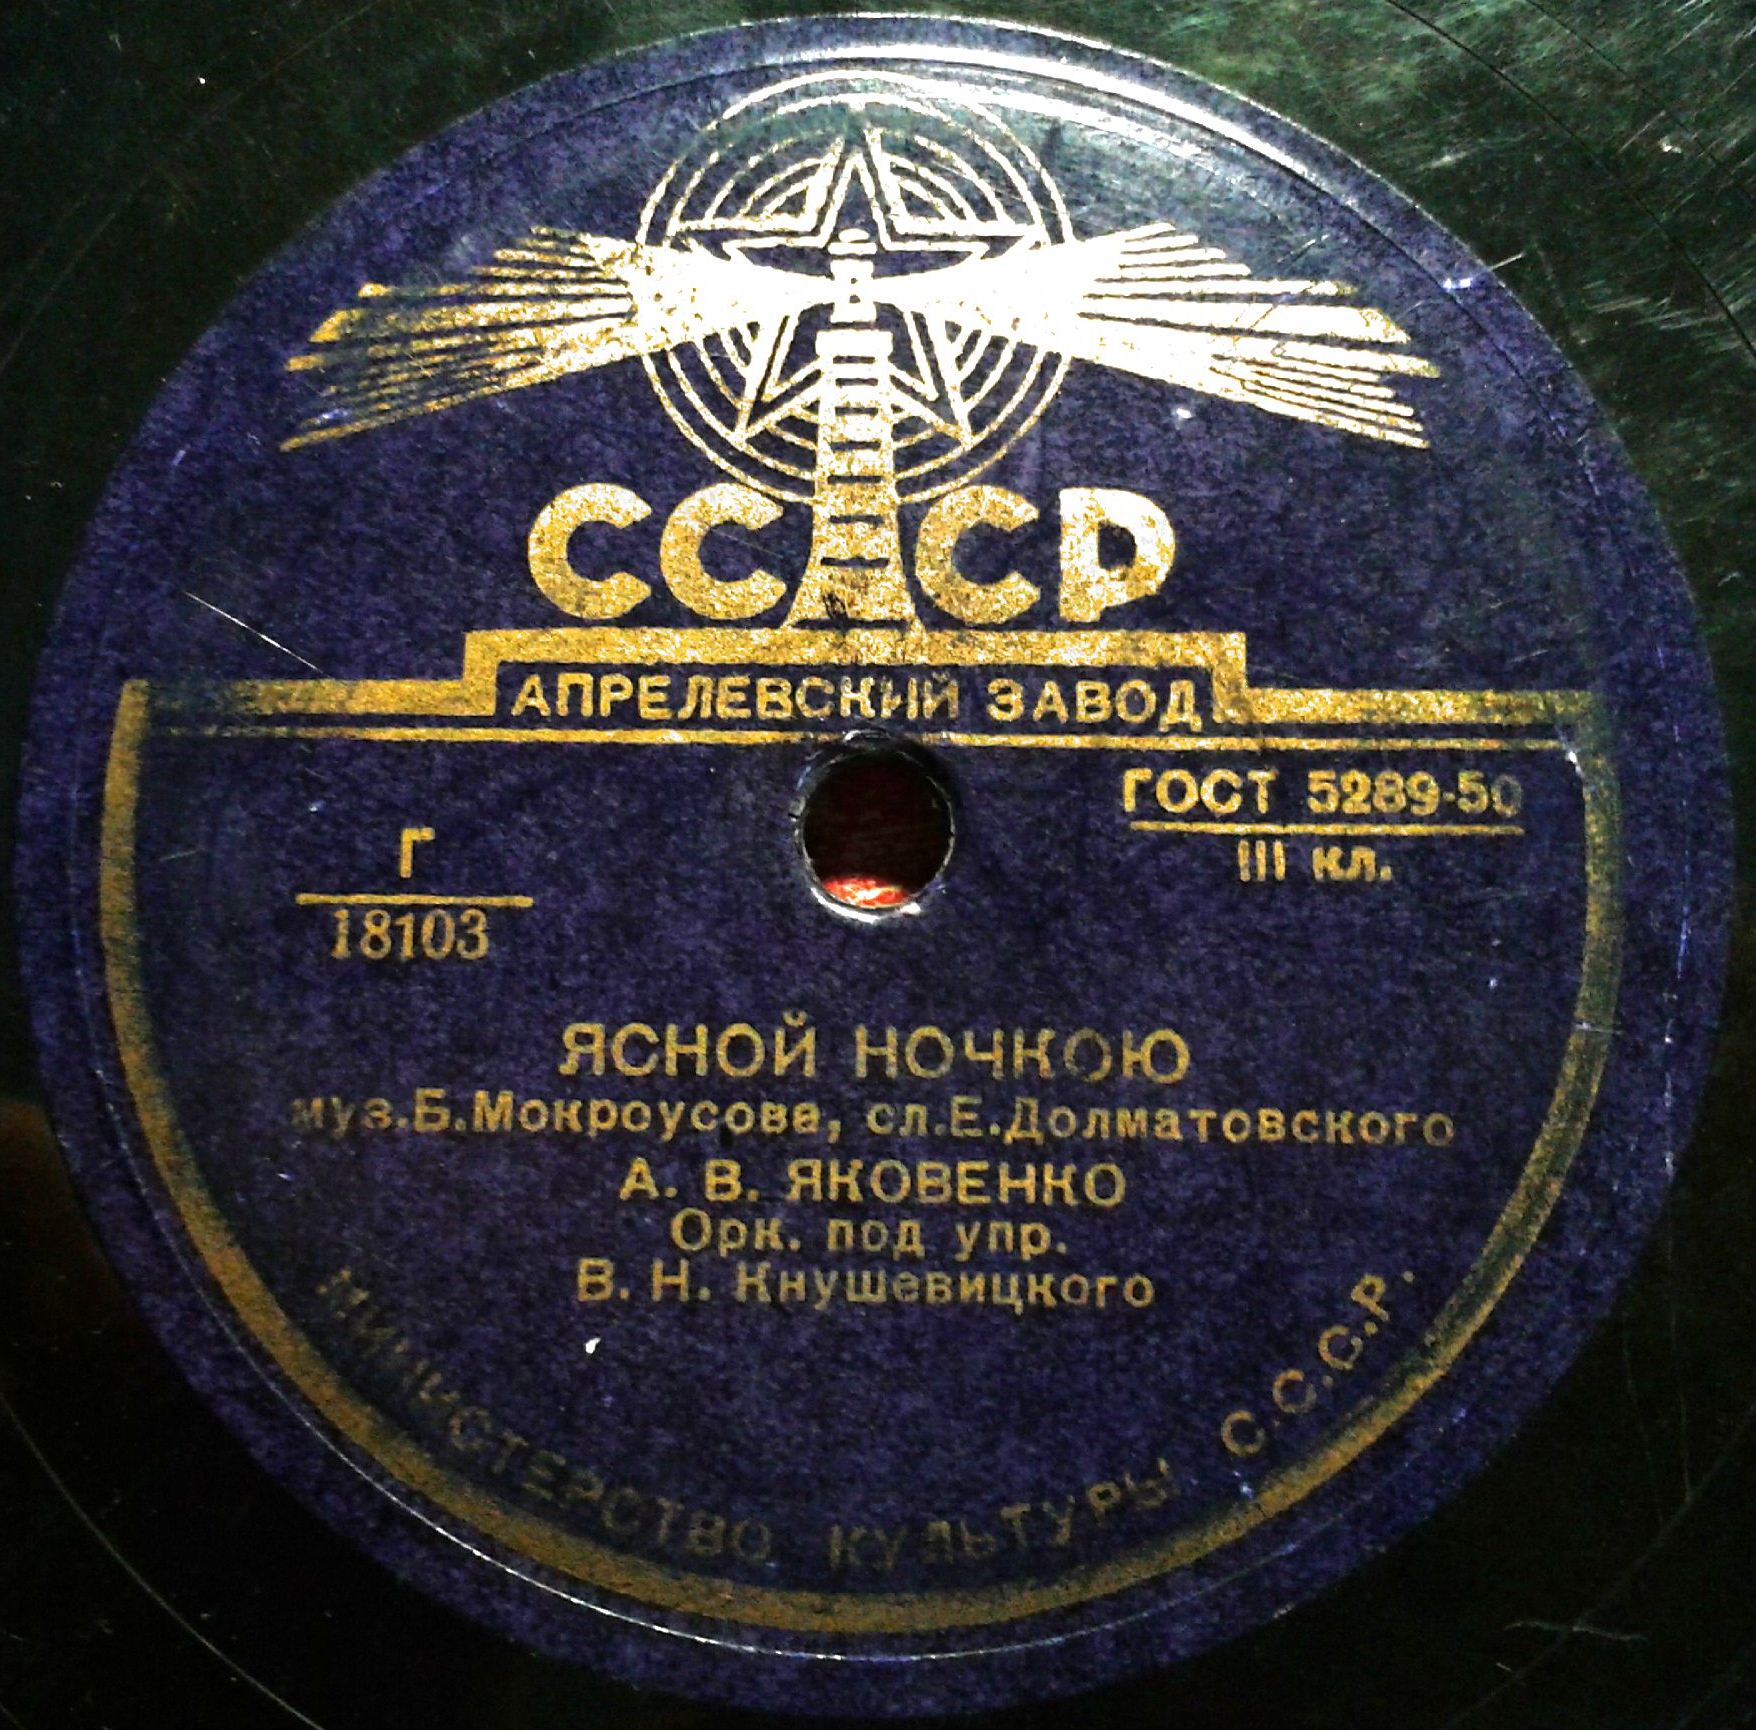 СССР
АПРЕЛЕВСКИЙ ЗАВОД
ГОСТ 5289-50
III кл.
Г
18103
ЯСНОЙ НОЧКОЮ
муз.Б.Мокроусова, сл.Е.Долматовского
А. В. ЯКОВЕНКО
Орк. под упр.
В. Н. Кнушевицкого
МИНИСТЕРСТВО КУЛЬТУРЫ С.С.С.Р.